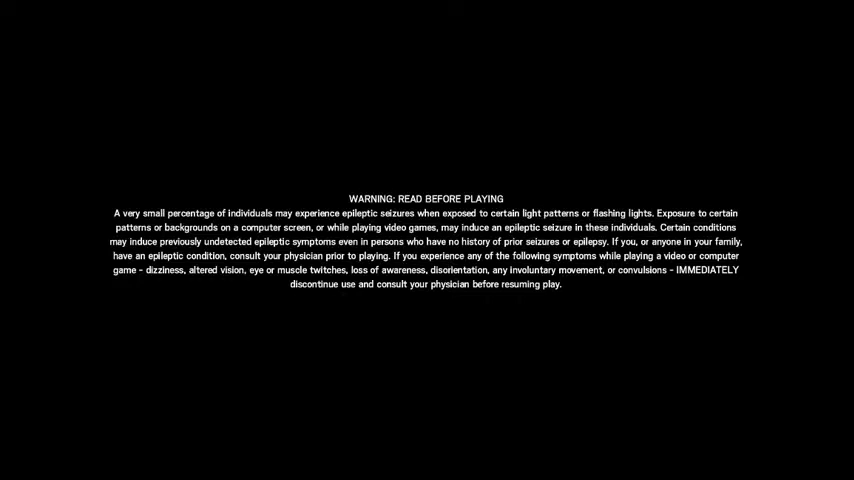 WARNING: READ BEFORE PLAYING
A very small percentage of individuals may experience epileptic seizures when exposed to certain light patterns or flashing lights. Exposure to certain
patterns or backgrounds on a computer screen, or while playing video games, may induce an epileptic seizure in these individuals. Certain conditions
may induce previously undetected epileptic symptoms even in persons who have no history of prior seizures or epilepsy. If you, or anyone in your family,
have an epileptic condition, consult your physician prior to playing. If you experience any of the following symptoms while playing a video or computer
game - dizziness, altered vision, eye or muscle twitches, loss of awareness, disorientation, any involuntary movement, or convulsions - IMMEDIATELY
discontinue use and consult your physician before resuming play.